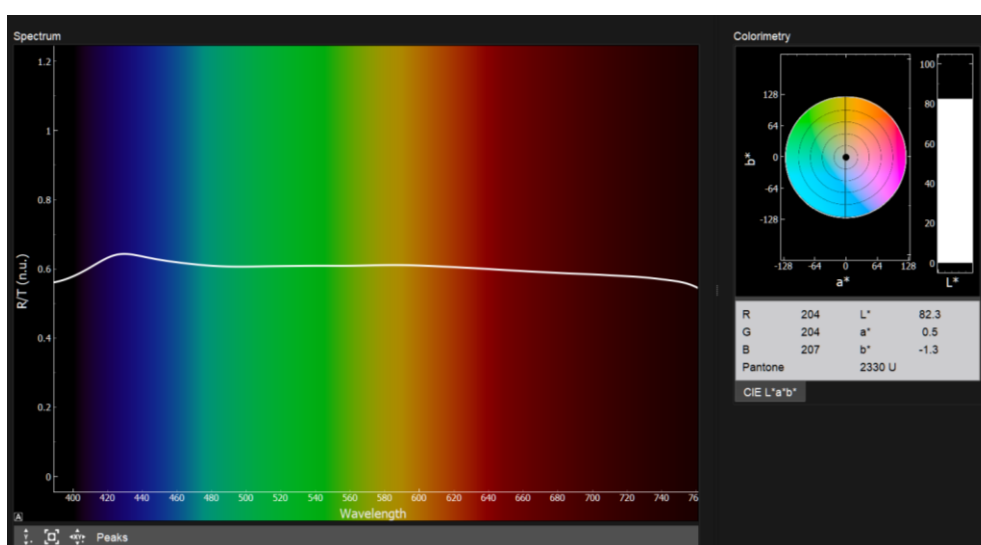 Spectrum
1.2
1
0.8
0.6
0.4
0.2
0
R/T (n.u.)
400 420 440 460 480 500 520 540 560 580 600 620 640 660 680 700 720 740 76
Wavelength
A
Peaks
Colorimetry
128
64
0
-64
-128
b*
-128 -64 0 64 128
a*
100
80
60
40
20
0
L*
R 204 L* 82.3
G 204 a* 0.5
B 207 b* -1.3
Pantone 2330 U
CIE L*a*b*